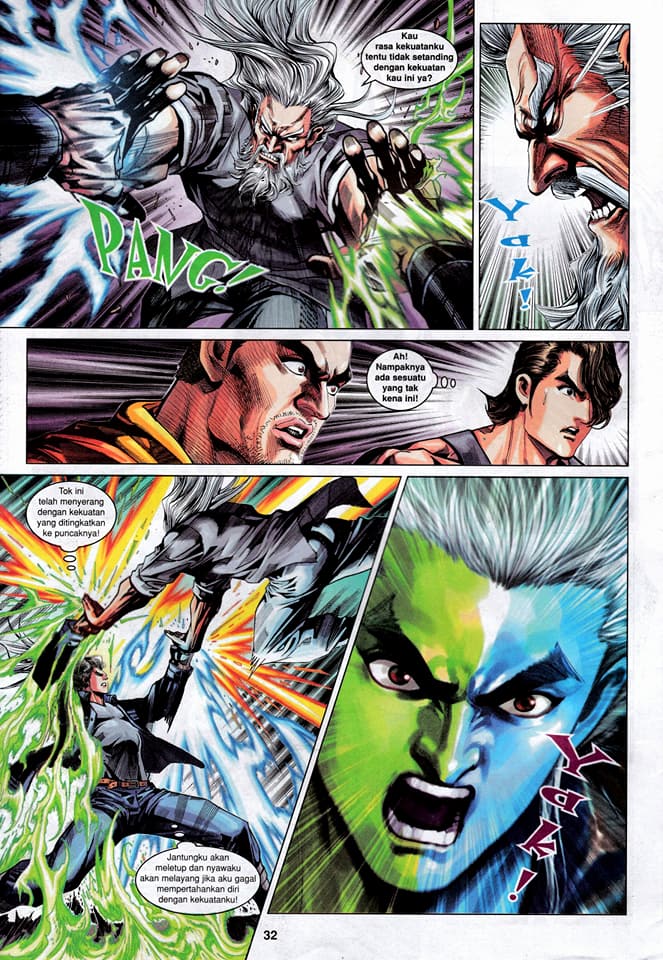 Kau
rasa kekuatanku
tentu tidak setanding
dengan kekuatan
kau ini ya?
PANG!
Yak!
Ah!
Nampaknya
ada sesuatu
yang tak
kena ini!
Tok ini
telah menyerang
dengan kekuatan
yang ditingkatkan
ke puncaknya!
Yak!
Jantungku akan
meletup dan nyawaku
akan melayang jika aku gagal
mempertahankan diri
dengan kekuatanku!
32